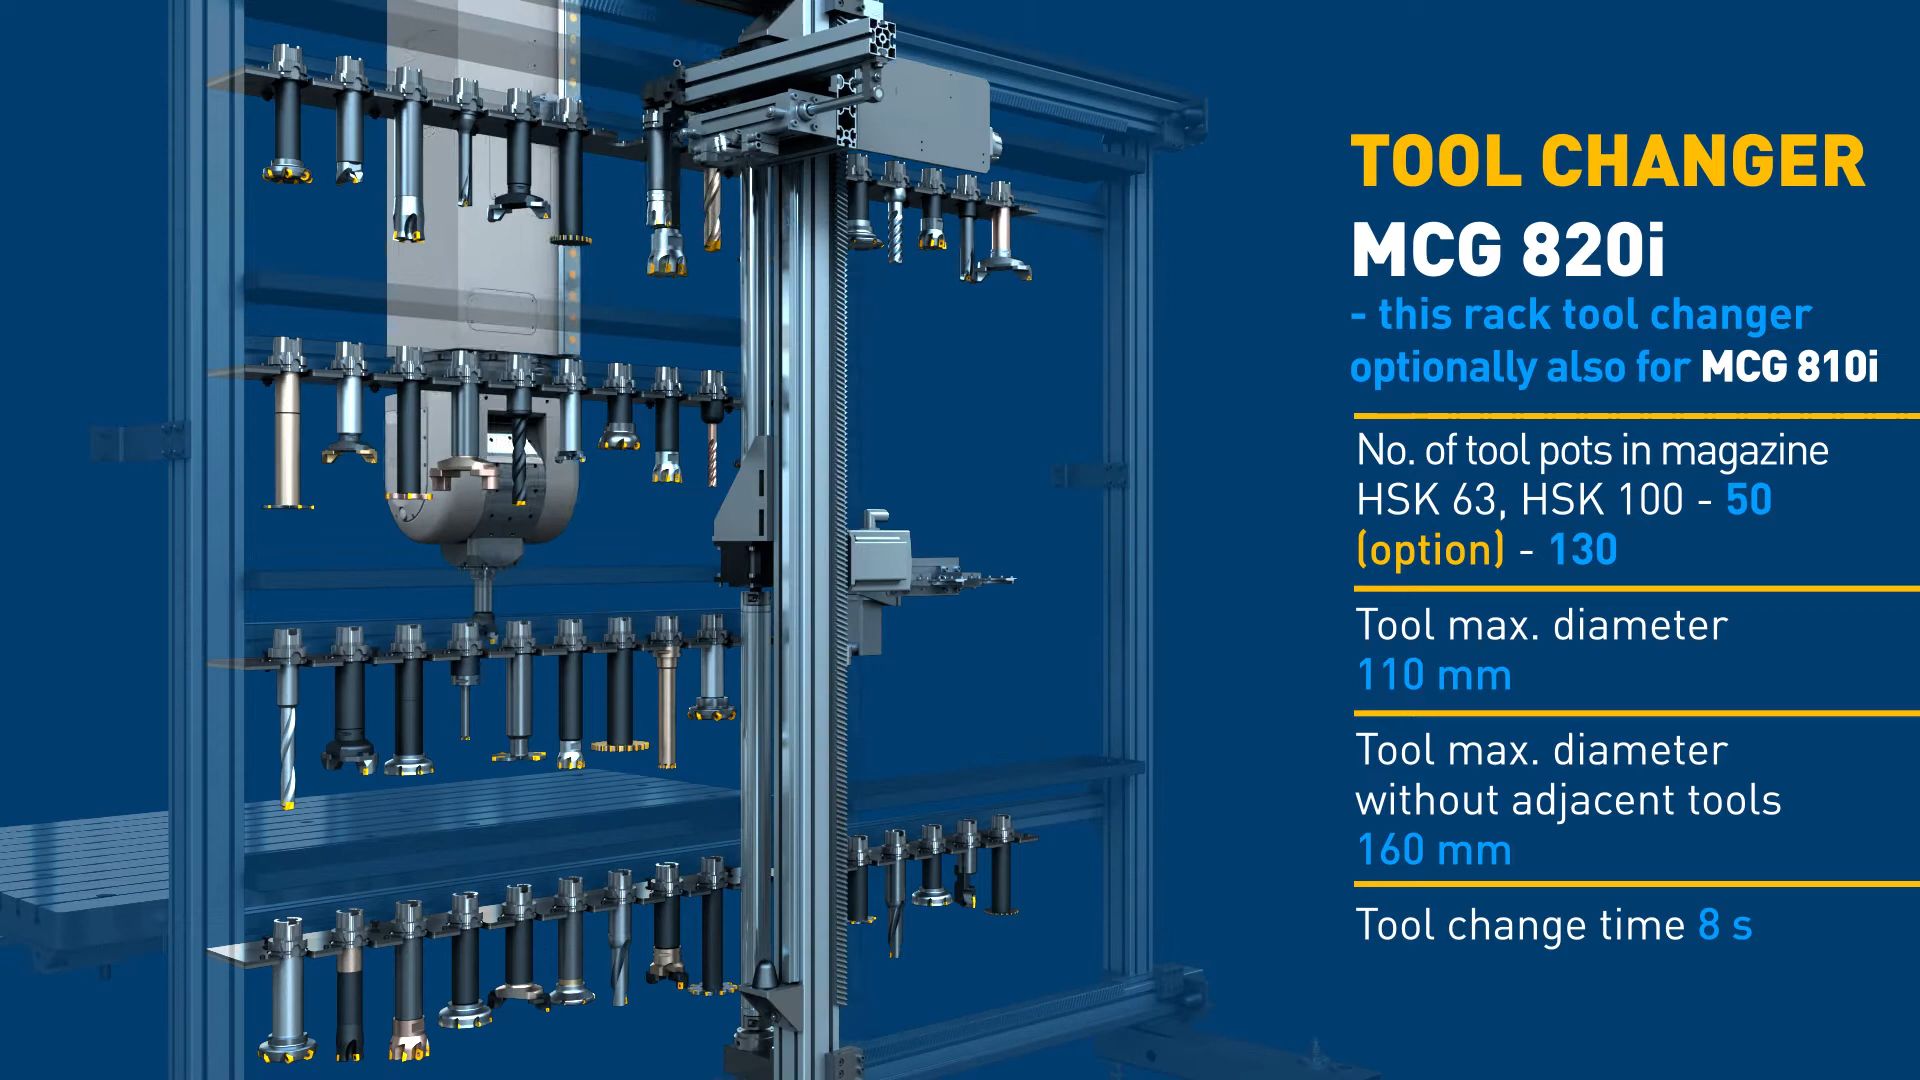 TOOL CHANGER
MCG 820i
- this rack tool changer
optionally also for MCG 810i
No. of tool pots in magazine
HSK 63, HSK 100 - 50
(option) - 130
Tool max. diameter
110 mm
Tool max. diameter
without adjacent tools
160 mm
Tool change time 8 s